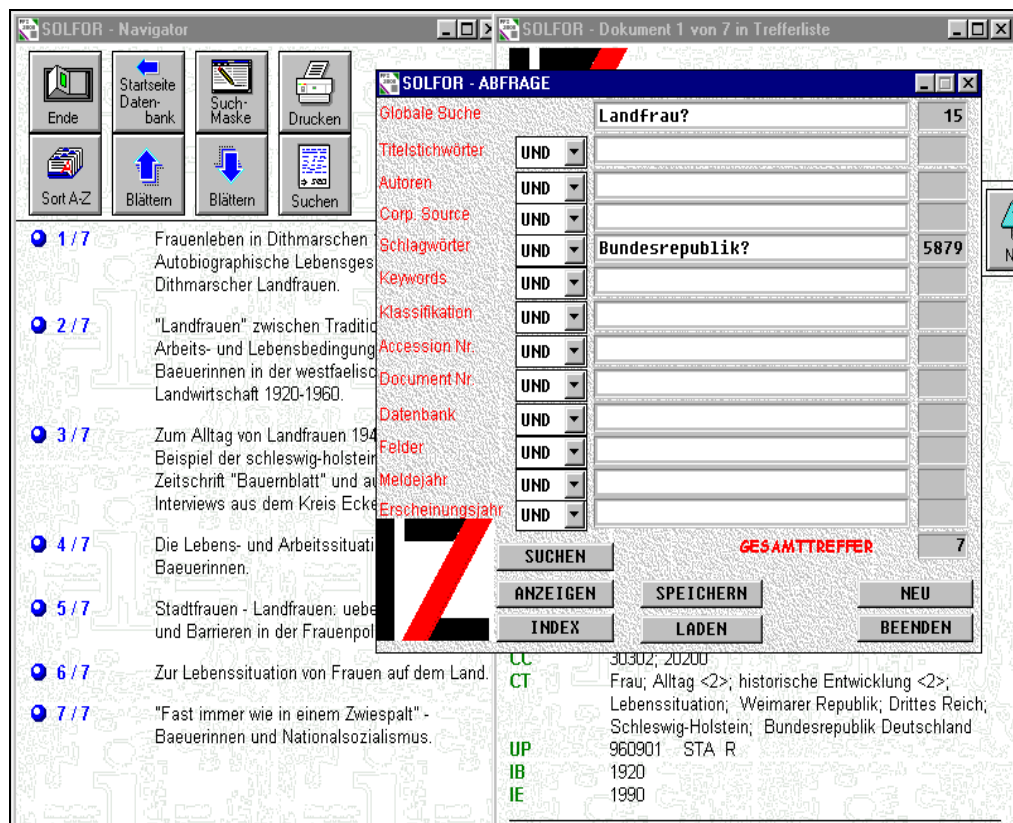 SOLFOR - Navigator
Ende
Startseite
Daten-
bank
Such-
Maske
Drucken
Sort A-Z
Blättern
Blättern
Suchen
1 / 7 Frauenleben in Dithmarschen
Autobiographische Lebensges
Dithmarscher Landfrauen.
2 / 7 "Landfrauen" zwischen Traditio
Arbeits- und Lebensbedingung
Baeuerinnen in der westfaelisc
Landwirtschaft 1920-1960.
3 / 7 Zum Alltag von Landfrauen 194
Beispiel der schleswig-holstein
Zeitschrift "Bauernblatt" und au
Interviews aus dem Kreis Ecke
4 / 7 Die Lebens- und Arbeitssituati
Baeuerinnen.
5 / 7 Stadtfrauen - Landfrauen: uebe
und Barrieren in der Frauenpol
6 / 7 Zur Lebenssituation von Frauen auf dem Land.
7 / 7 "Fast immer wie in einem Zwiespalt" -
Baeuerinnen und Nationalsozialismus.
SOLFOR - Dokument 1 von 7 in Trefferliste
SOLFOR - ABFRAGE
Globale Suche Landfrau? 15
Titelstichwörter UND
Autoren UND
Corp. Source UND
Schlagwörter UND Bundesrepublik? 5879
Keywords UND
Klassifikation UND
Accession Nr. UND
Document Nr. UND
Datenbank UND
Felder UND
Meldejahr UND
Erscheinungsjahr UND
GESAMTTREFFER 7
SUCHEN
ANZEIGEN SPEICHERN NEU
INDEX LADEN BEENDEN
N
CC 30302; 20200
CT Frau; Alltag <2>; historische Entwicklung <2>;
Lebenssituation; Weimarer Republik; Drittes Reich;
Schleswig-Holstein; Bundesrepublik Deutschland
UP 960901 STA R
IB 1920
IE 1990